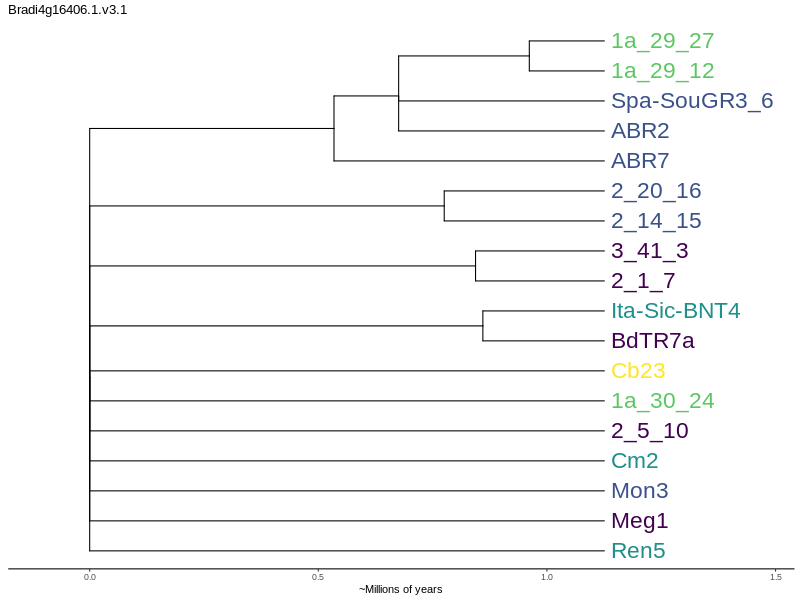 Bradi4g16406.1.v3.1
1a_29_27
1a_29_12
Spa-SouGR3_6
ABR2
ABR7
2_20_16
2_14_15
3_41_3
2_1_7
Ita-Sic-BNT4
BdTR7a
Cb23
1a_30_24
2_5_10
Cm2
Mon3
Meg1
Ren5
0.0 0.5 1.0 1.5
~Millions of years